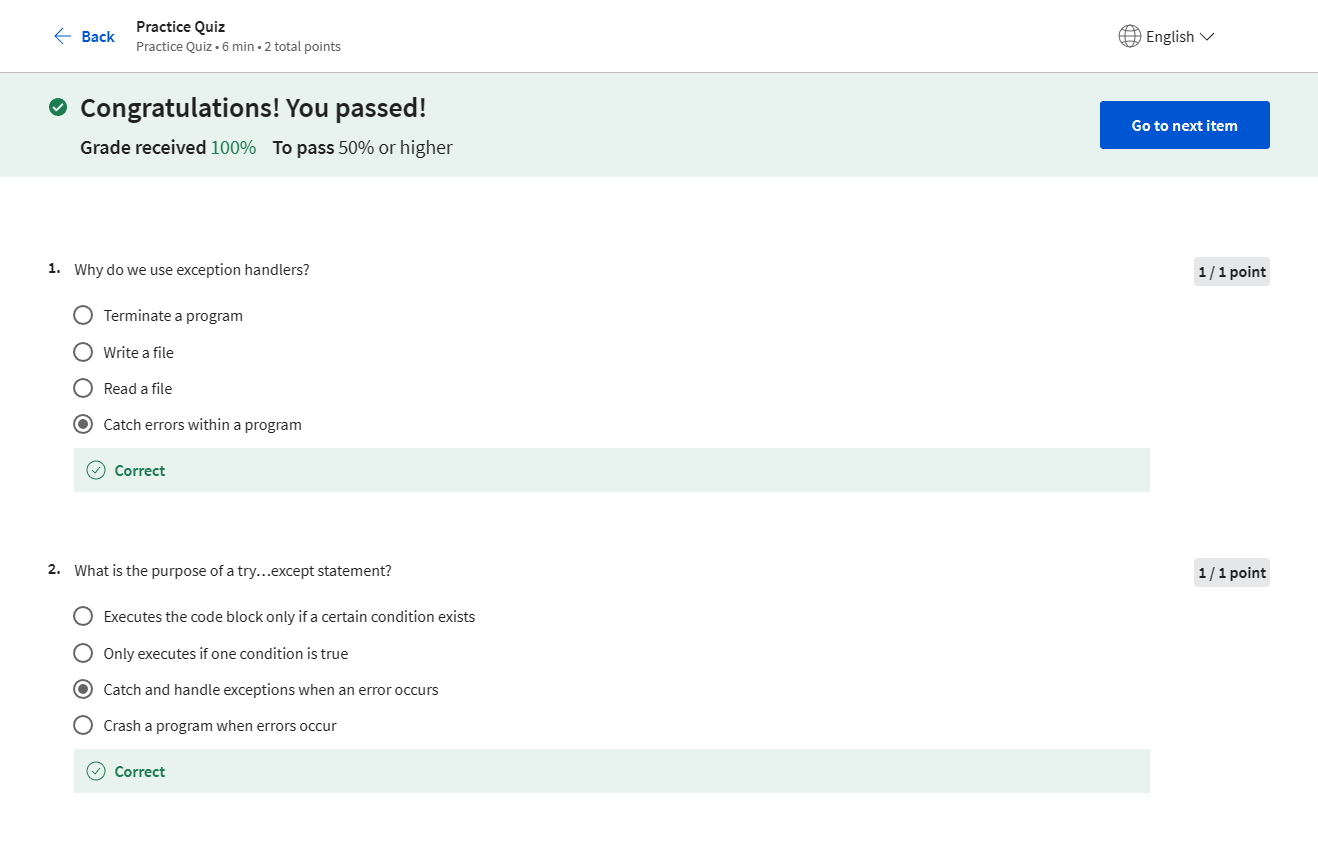 Back
Practice Quiz
Practice Quiz • 6 min • 2 total points
English
Congratulations! You passed!
Grade received 100% To pass 50% or higher
Go to next item
1. Why do we use exception handlers?
1 / 1 point
Terminate a program
Write a file
Read a file
Catch errors within a program
Correct
2. What is the purpose of a try...except statement?
1 / 1 point
Executes the code block only if a certain condition exists
Only executes if one condition is true
Catch and handle exceptions when an error occurs
Crash a program when errors occur
Correct